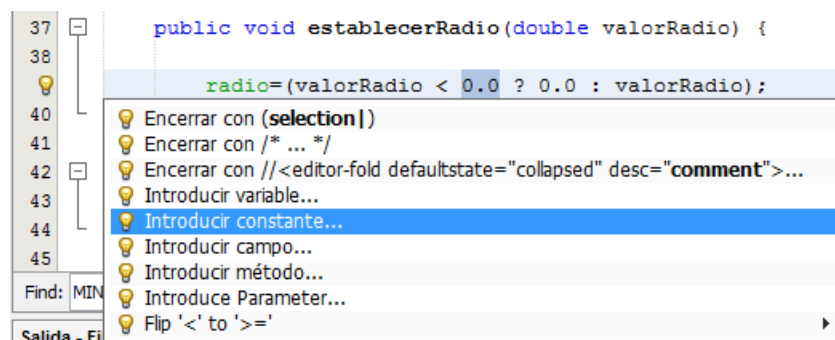 37 public void establecerRadio(double valorRadio) {
38
radio=(valorRadio < 0.0 ? 0.0 : valorRadio);
40 Encerrar con (selection|)
41 Encerrar con /* ... */
42 Encerrar con //<editor-fold defaultstate="collapsed" desc="comment">...
43 Introducir variable...
44 Introducir constante...
45 Introducir campo...
Introducir método...
Find: MIN Introduce Parameter...
Flip '<' to '>='
Salida - Fi